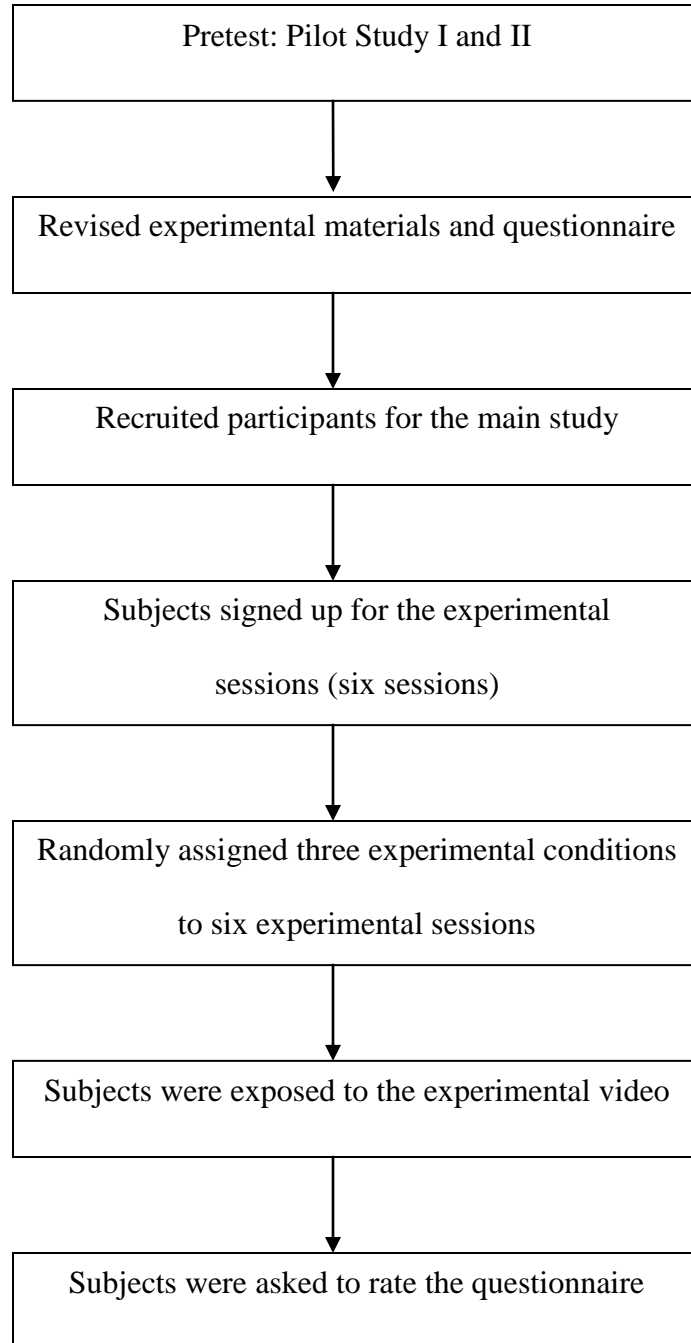 Pretest: Pilot Study I and II
Revised experimental materials and questionnaire
Recruited participants for the main study
Subjects signed up for the experimental
sessions (six sessions)
Randomly assigned three experimental conditions
to six experimental sessions
Subjects were exposed to the experimental video
Subjects were asked to rate the questionnaire